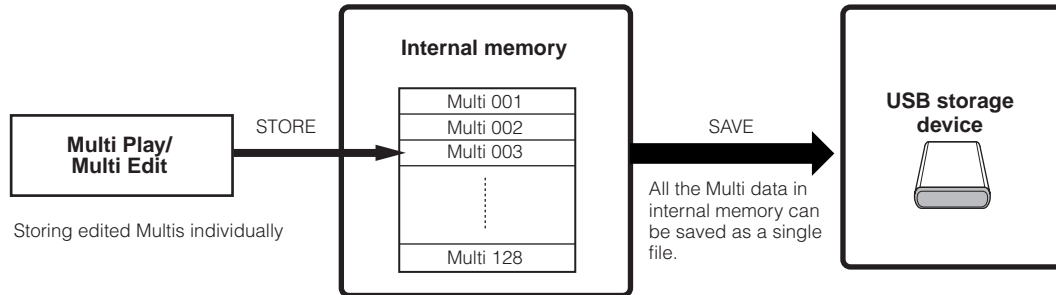 Multi Play/
Multi Edit
Storing edited Multis individually
STORE
Internal memory
Multi 001
Multi 002
Multi 003
Multi 128
SAVE
All the Multi data in
internal memory can
be saved as a single
file.
USB storage
device